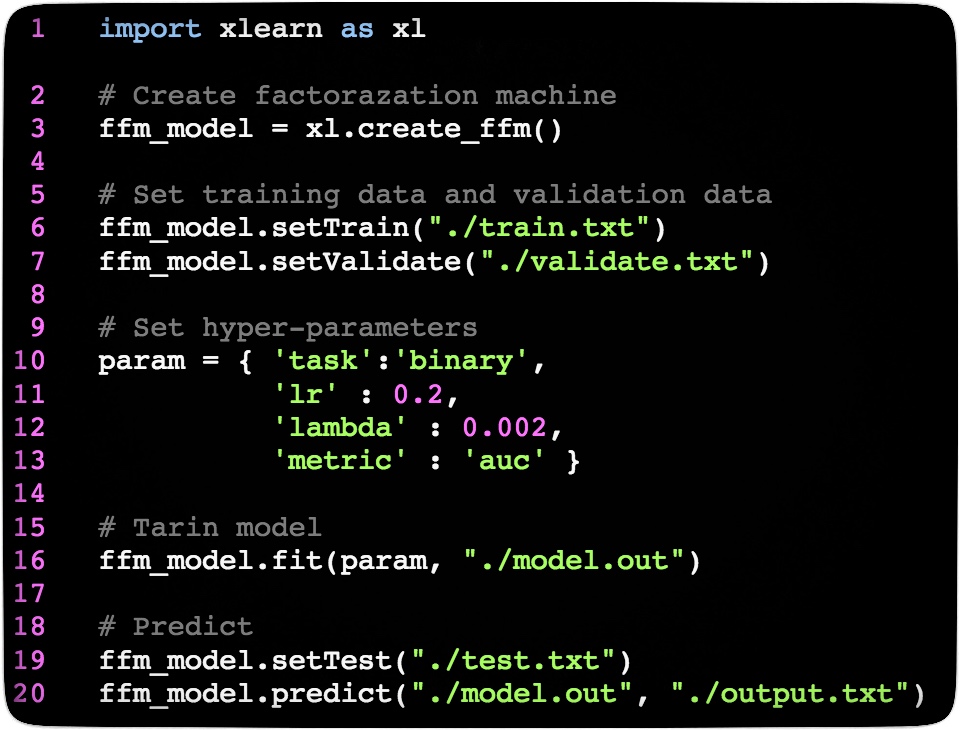 1 import xlearn as xl
2 # Create factorazation machine
3 ffm_model = xl.create_ffm()
4
5 # Set training data and validation data
6 ffm_model.setTrain("./train.txt")
7 ffm_model.setValidate("./validate.txt")
8
9 # Set hyper-parameters
10 param = { 'task':'binary',
11 'lr' : 0.2,
12 'lambda' : 0.002,
13 'metric' : 'auc' }
14
15 # Tarin model
16 ffm_model.fit(param, "./model.out")
17
18 # Predict
19 ffm_model.setTest("./test.txt")
20 ffm_model.predict("./model.out", "./output.txt")